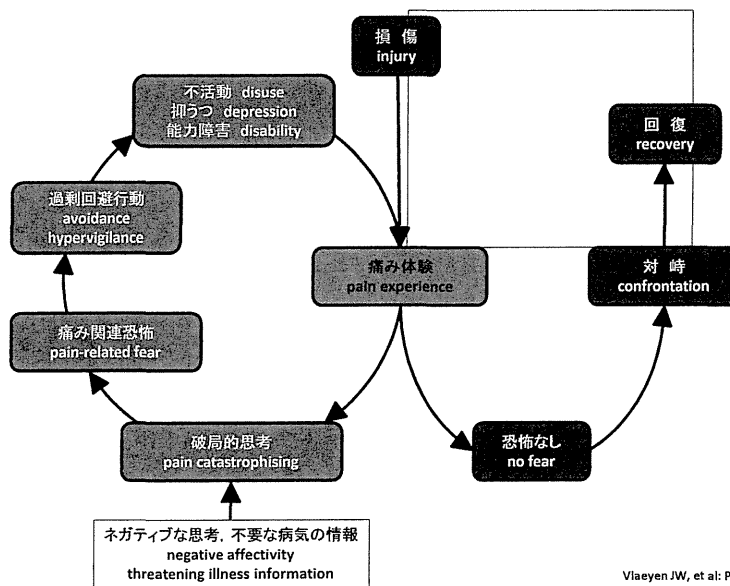 損 傷
injury
不活動 disuse
抑うつ depression
能力障害 disability
回 復
recovery
過剰回避行動
avoidance
hypervigilance
痛み体験
pain experience
対 峙
confrontation
痛み関連恐怖
pain-related fear
破局的思考
pain catastrophising
恐怖なし
no fear
ネガティブな思考, 不要な病気の情報
negative affectivity
threatening illness information
Vlaeyen JW, et al: P